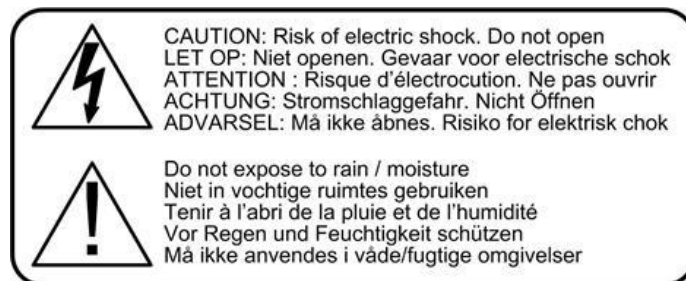 CAUTION: Risk of electric shock. Do not open
LET OP: Niet openen. Gevaar voor electrische schok
ATTENTION : Risque d'électrocution. Ne pas ouvrir
ACHTUNG: Stromschlaggefahr. Nicht Öffnen
ADVARSEL: Må ikke åbnes. Risiko for elektrisk chok
Do not expose to rain / moisture
Niet in vochtige ruimtes gebruiken
Tenir à l'abri de la pluie et de l'humidité
Vor Regen und Feuchtigkeit schützen
Må ikke anvendes i våde/fugtige omgivelser